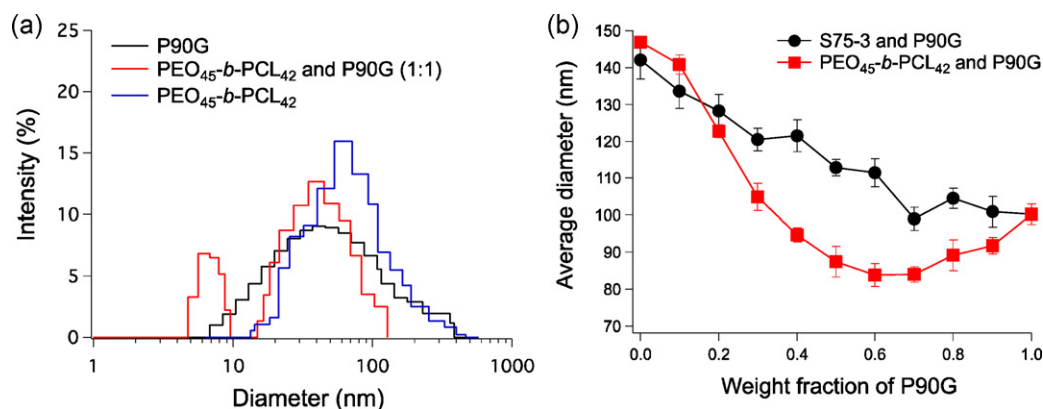 (a)
25
20
15
10
5
0
Intensity (%)
P90G
PEO₄₅-b-PCL₄₂ and P90G (1:1)
PEO₄₅-b-PCL₄₂
1 10 100 1000
Diameter (nm)
(b)
150
140
130
120
110
100
90
80
70
Average diameter (nm)
S75-3 and P90G
PEO₄₅-b-PCL₄₂ and P90G
0.0 0.2 0.4 0.6 0.8 1.0
Weight fraction of P90G